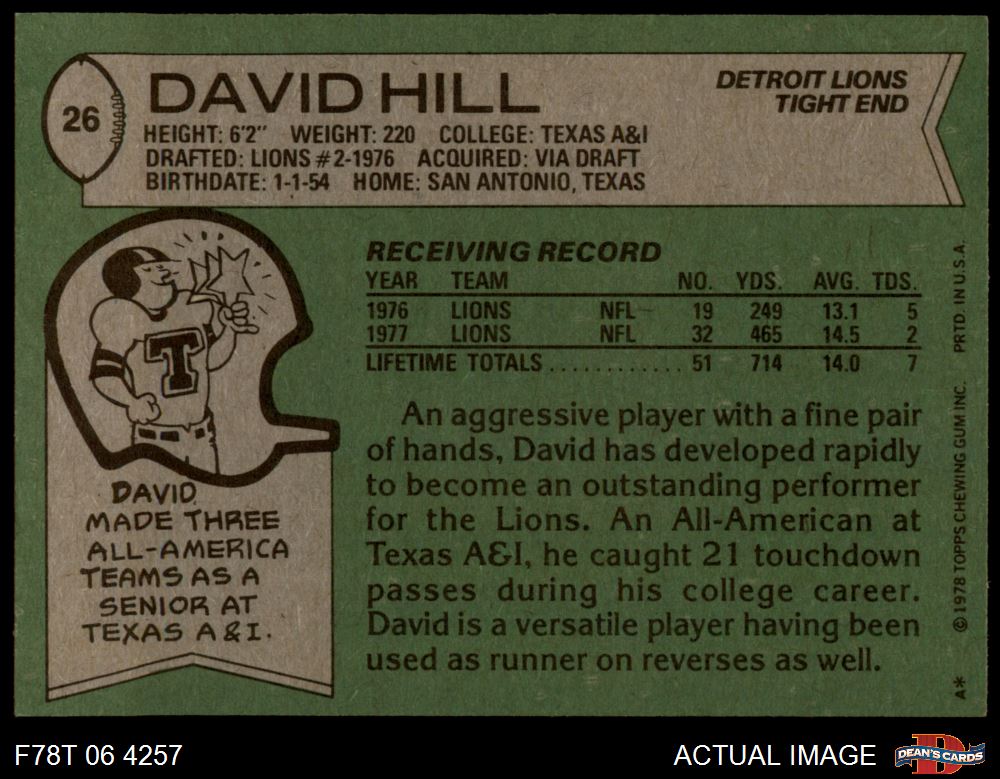 26
DAVID HILL
DETROIT LIONS
TIGHT END
HEIGHT: 6'2" WEIGHT: 220 COLLEGE: TEXAS A&I
DRAFTED: LIONS #2-1976 ACQUIRED: VIA DRAFT
BIRTHDATE: 1-1-54 HOME: SAN ANTONIO, TEXAS
T
DAVID
MADE THREE
ALL-AMERICA
TEAMS AS A
SENIOR AT
TEXAS A&I.
RECEIVING RECORD
YEAR TEAM NO. YDS. AVG. TDS.
1976 LIONS NFL 19 249 13.1 5
1977 LIONS NFL 32 465 14.5 2
LIFETIME TOTALS ............ 51 714 14.0 7
An aggressive player with a fine pair
of hands, David has developed rapidly
to become an outstanding performer
for the Lions. An All-American at
Texas A&I, he caught 21 touchdown
passes during his college career.
David is a versatile player having been
used as runner on reverses as well.
A* © 1978 TOPPS CHEWING GUM INC. PRTD. IN U.S.A.
F78T 06 4257
ACTUAL IMAGE
DEAN'S CARDS